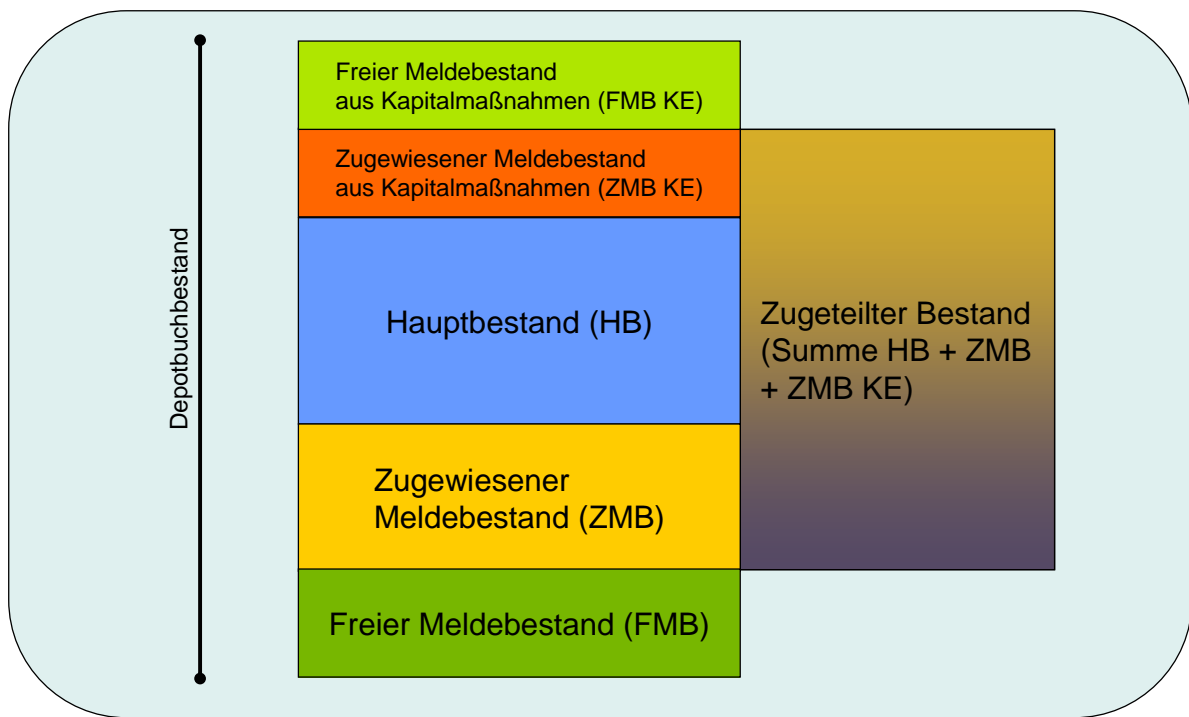 Depotbuchbestand
Freier Meldebestand
aus Kapitalmaßnahmen (FMB KE)
Zugewiesener Meldebestand
aus Kapitalmaßnahmen (ZMB KE)
Hauptbestand (HB)
Zugewiesener
Meldebestand (ZMB)
Freier Meldebestand (FMB)
Zugeteilter Bestand
(Summe HB + ZMB
+ ZMB KE)